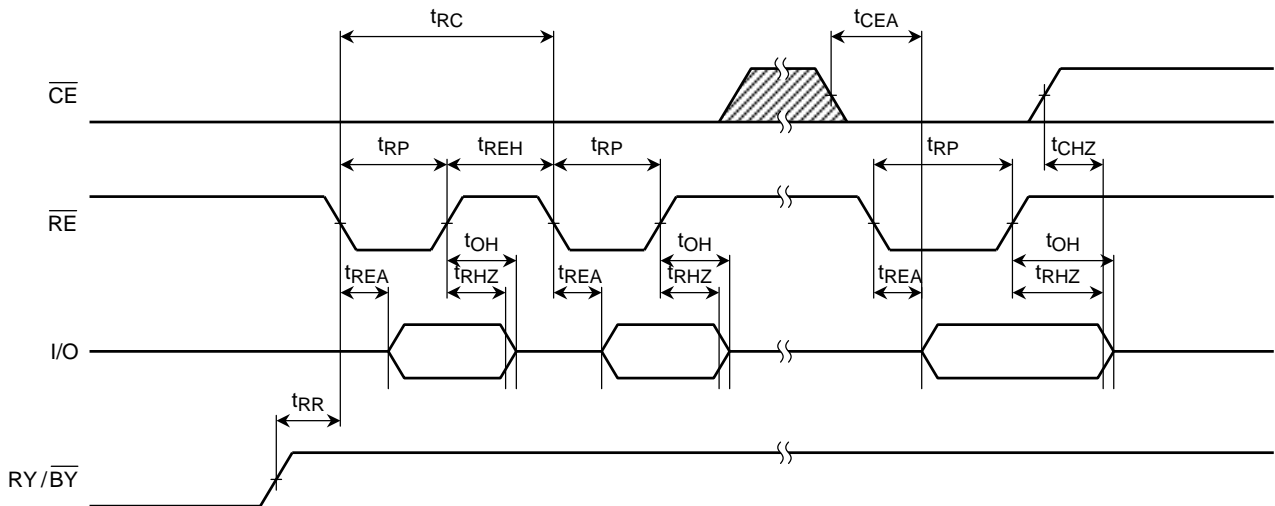 tRC
tCEA
CE
tRP
tREH
tRP
tRP
tCHZ
RE
tOH
tOH
tOH
tREA
tRHZ
tREA
tRHZ
tREA
tRHZ
I/O
tRR
RY/BY